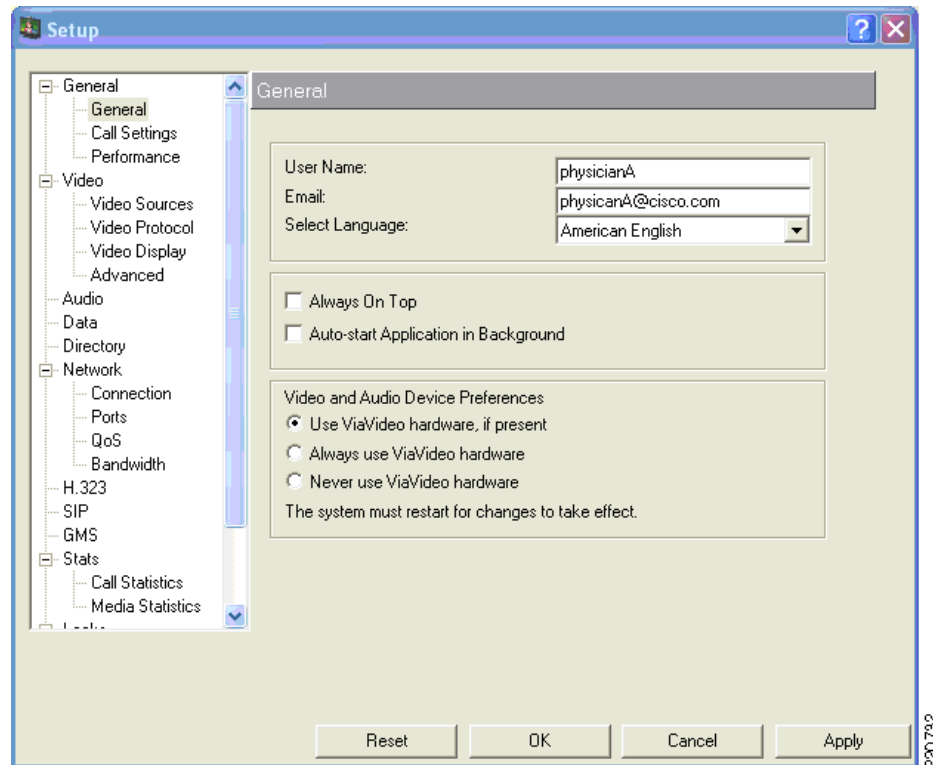 Setup
General
General
Call Settings
Performance
Video
Video Sources
Video Protocol
Video Display
Advanced
Audio
Data
Directory
Network
Connection
Ports
QoS
Bandwidth
H.323
SIP
GMS
Stats
Call Statistics
Media Statistics
General
User Name: physicianA
Email: physicanA@cisco.com
Select Language: American English
Always On Top
Auto-start Application in Background
Video and Audio Device Preferences
Use ViaVideo hardware, if present
Always use ViaVideo hardware
Never use ViaVideo hardware
The system must restart for changes to take effect.
Reset OK Cancel Apply